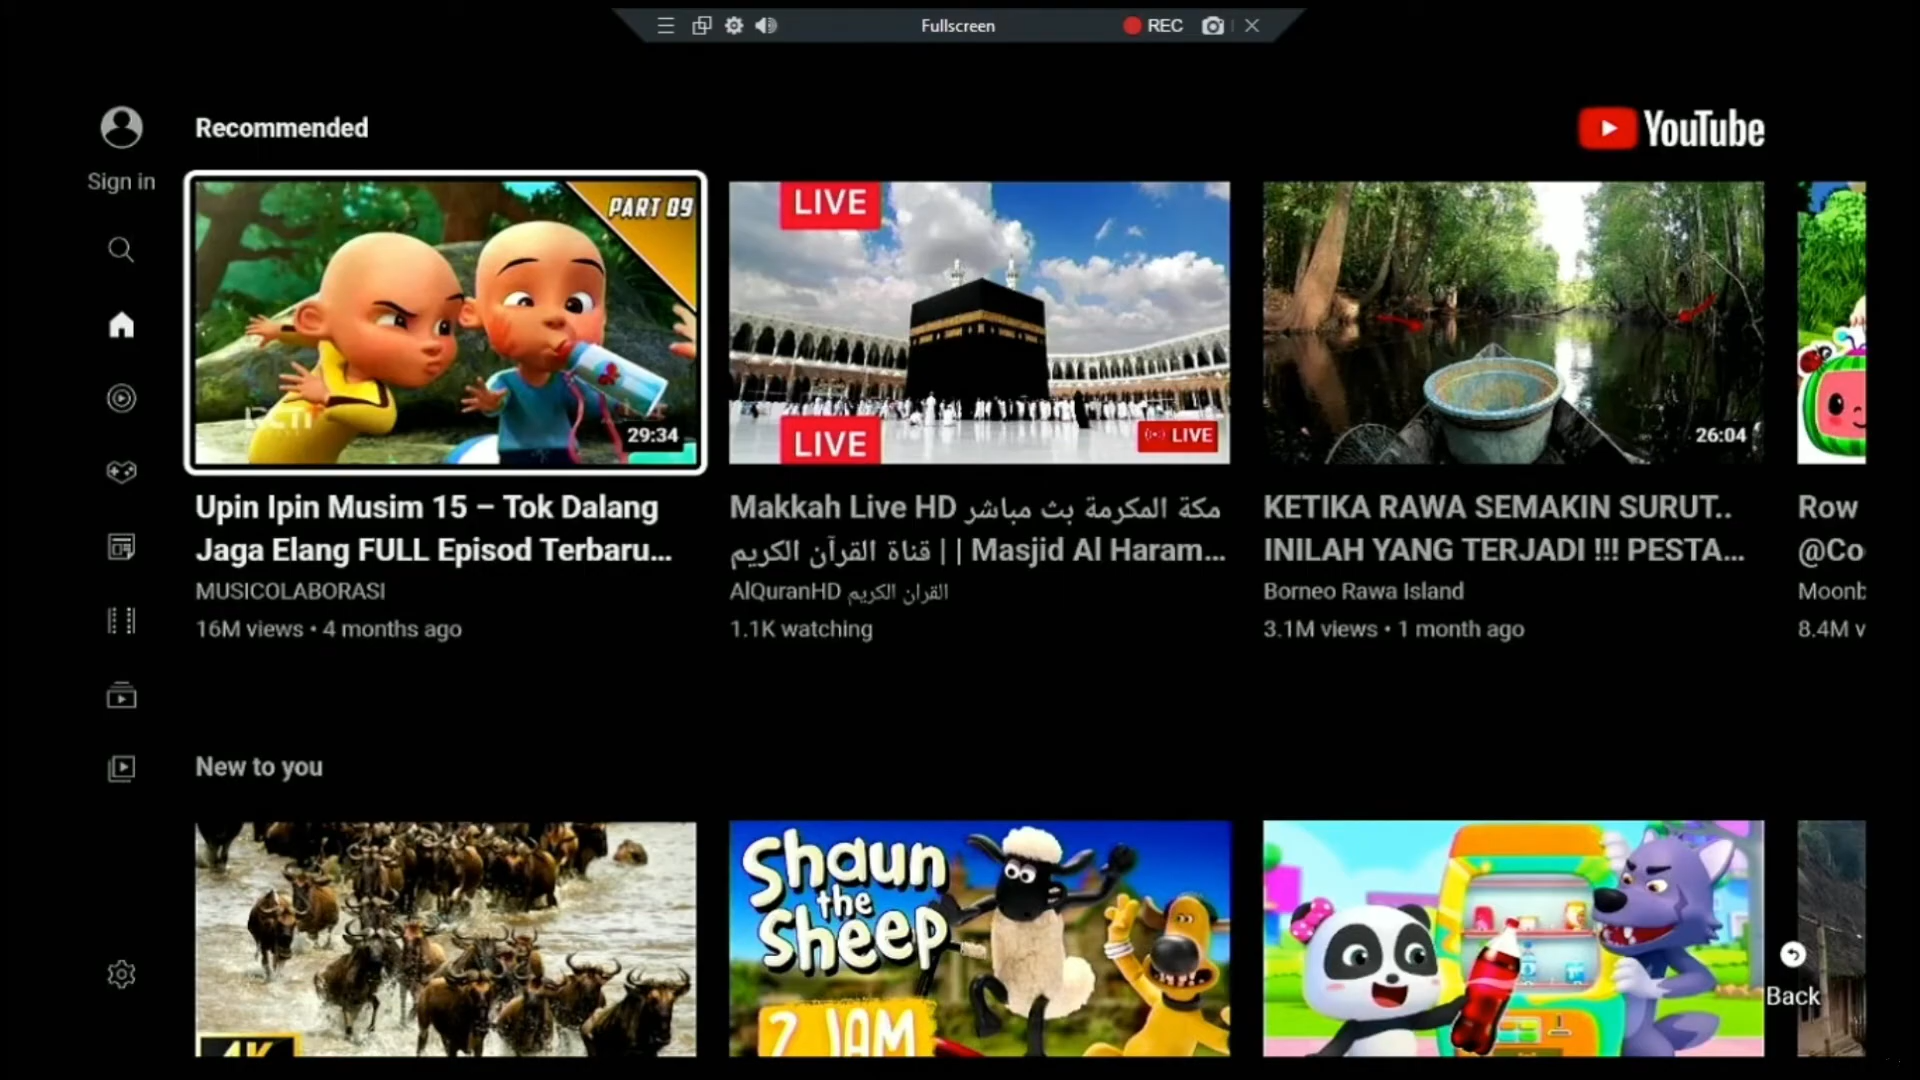 Fullscreen
REC
Sign in
Recommended
YouTube
PART 09
29:34
LIVE
LIVE
LIVE
26:04
Upin Ipin Musim 15 – Tok Dalang
Jaga Elang FULL Episod Terbaru...
MUSICOLABORASI
16M views • 4 months ago
Makkah Live HD مكة المكرمة بث مباشر
قناة القرآن الكريم | | Masjid Al Haram...
AlQuranHD القران الكريم
1.1K watching
KETIKA RAWA SEMAKIN SURUT..
INILAH YANG TERJADI !!! PESTA...
Borneo Rawa Island
3.1M views • 1 month ago
Row
@Co
Moonb
8.4M v
New to you
4K
Shaun
the
Sheep
2 JAM
Back